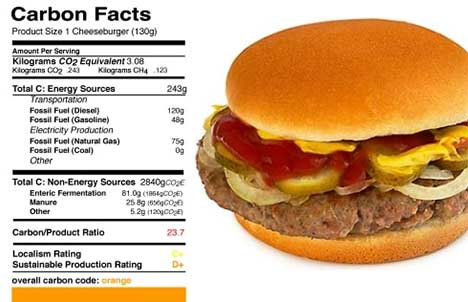 Carbon Facts
Product Size 1 Cheeseburger (130g)
Amount Per Serving
Kilograms CO2 Equivalent 3.08
Kilograms CO2 .243 Kilograms CH4 .123
Total C: Energy Sources 243g
Transportation
Fossil Fuel (Diesel) 120g
Fossil Fuel (Gasoline) 48g
Electricity Production
Fossil Fuel (Natural Gas) 75g
Fossil Fuel (Coal) 0g
Other
Total C: Non-Energy Sources 2840gCO2E
Enteric Fermentation 81.0g (1864gCO2E)
Manure 25.8g (656gCO2E)
Other 5.2g (120gCO2E)
Carbon/Product Ratio 23.7
Localism Rating C+
Sustainable Production Rating D+
overall carbon code: orange